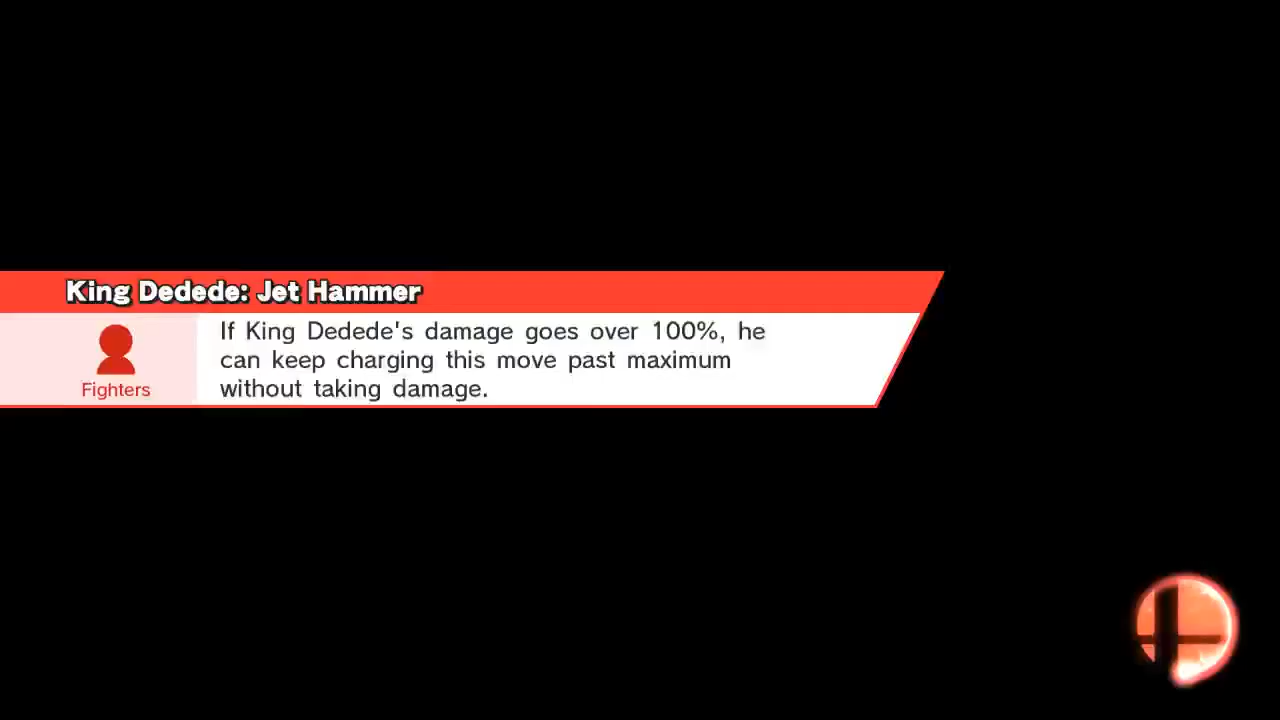 King Dedede: Jet Hammer
Fighters
If King Dedede's damage goes over 100%, he
can keep charging this move past maximum
without taking damage.